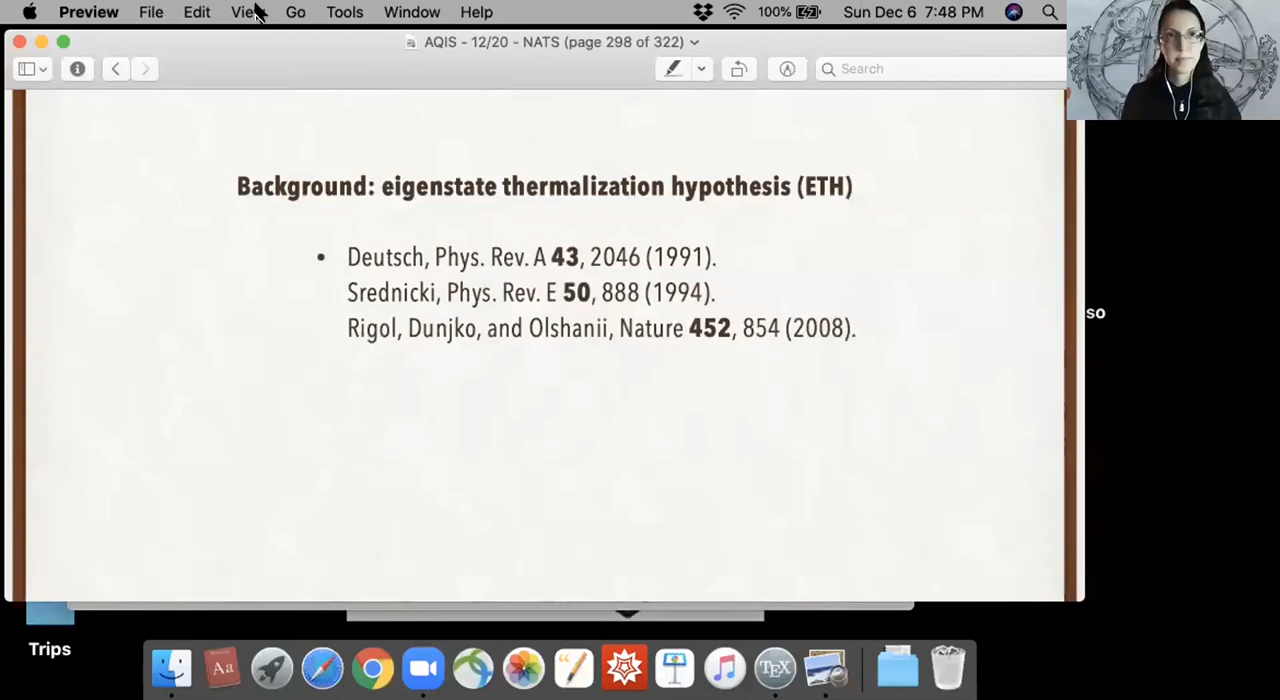 Preview File Edit View Go Tools Window Help 100% Sun Dec 6 7:48 PM
AQIS - 12/20 - NATS (page 298 of 322)
Search
Background: eigenstate thermalization hypothesis (ETH)
• Deutsch, Phys. Rev. A 43, 2046 (1991).
Srednicki, Phys. Rev. E 50, 888 (1994).
so
Rigol, Dunjko, and Olshanii, Nature 452, 854 (2008).
Trips
Aa
TEX